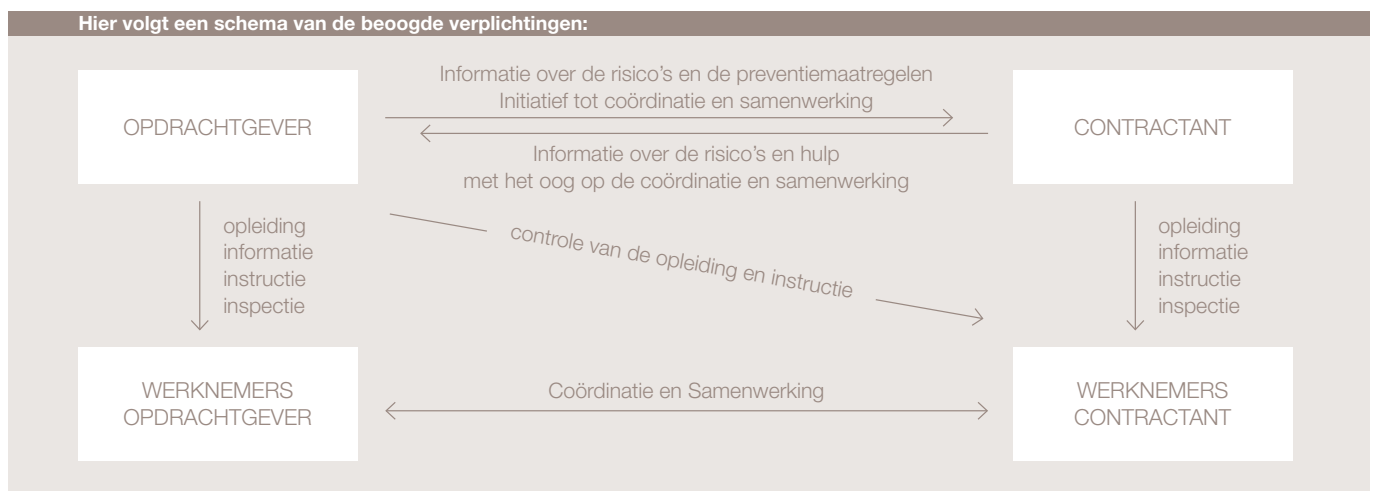 Hier volgt een schema van de beoogde verplichtingen:
OPDRACHTGEVER
Informatie over de risico's en de preventiemaatregelen
Initiatief tot coördinatie en samenwerking
Informatie over de risico's en hulp
met het oog op de coördinatie en samenwerking
CONTRACTANT
opleiding
informatie
instructie
inspectie
controle van de opleiding en instructie
opleiding
informatie
instructie
inspectie
WERKNEMERS
OPDRACHTGEVER
Coördinatie en Samenwerking
WERKNEMERS
CONTRACTANT